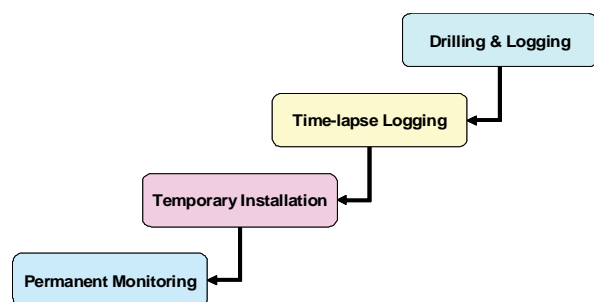 Drilling & Logging
Time-lapse Logging
Temporary Installation
Permanent Monitoring